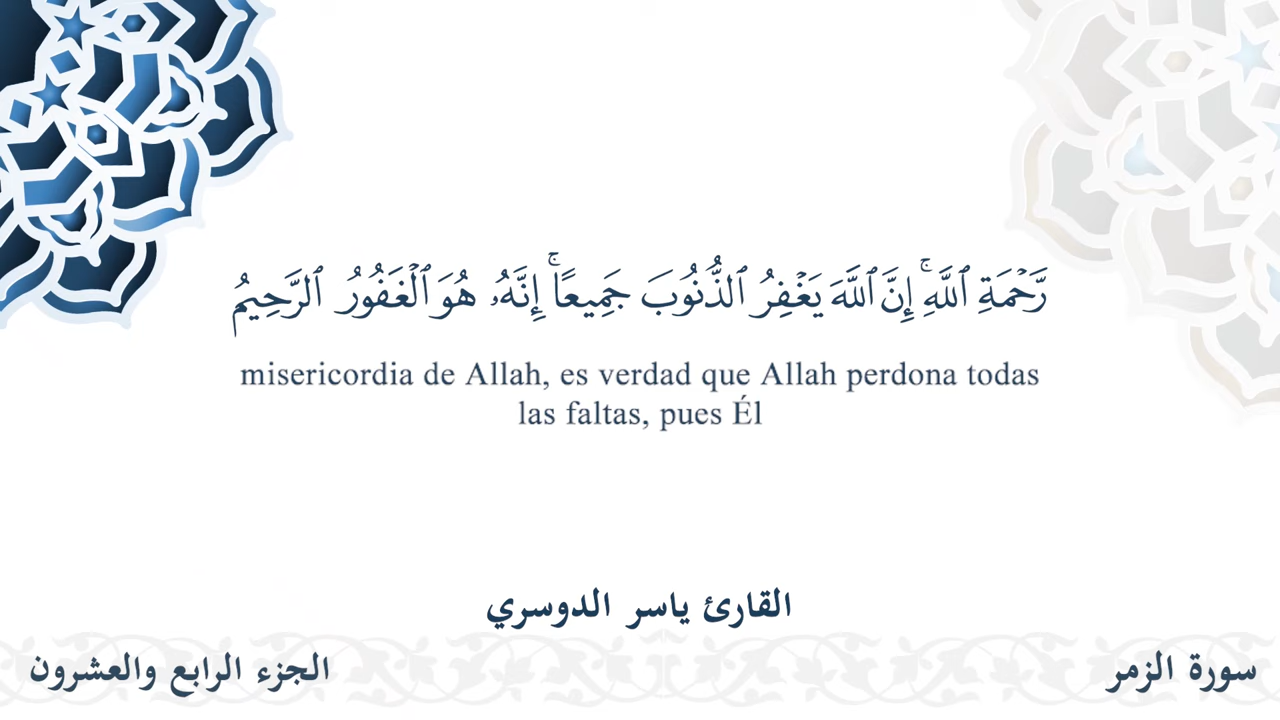 رَّحْمَةِ ٱللَّهِ ۚ إِنَّ ٱللَّهَ يَغْفِرُ ٱلذُّنُوبَ جَمِيعًا ۚ إِنَّهُۥ هُوَ ٱلْغَفُورُ ٱلرَّحِيمُ
misericordia de Allah, es verdad que Allah perdona todas
las faltas, pues Él
القارئ ياسر الدوسري
سورة الزمر
الجزء الرابع والعشرون